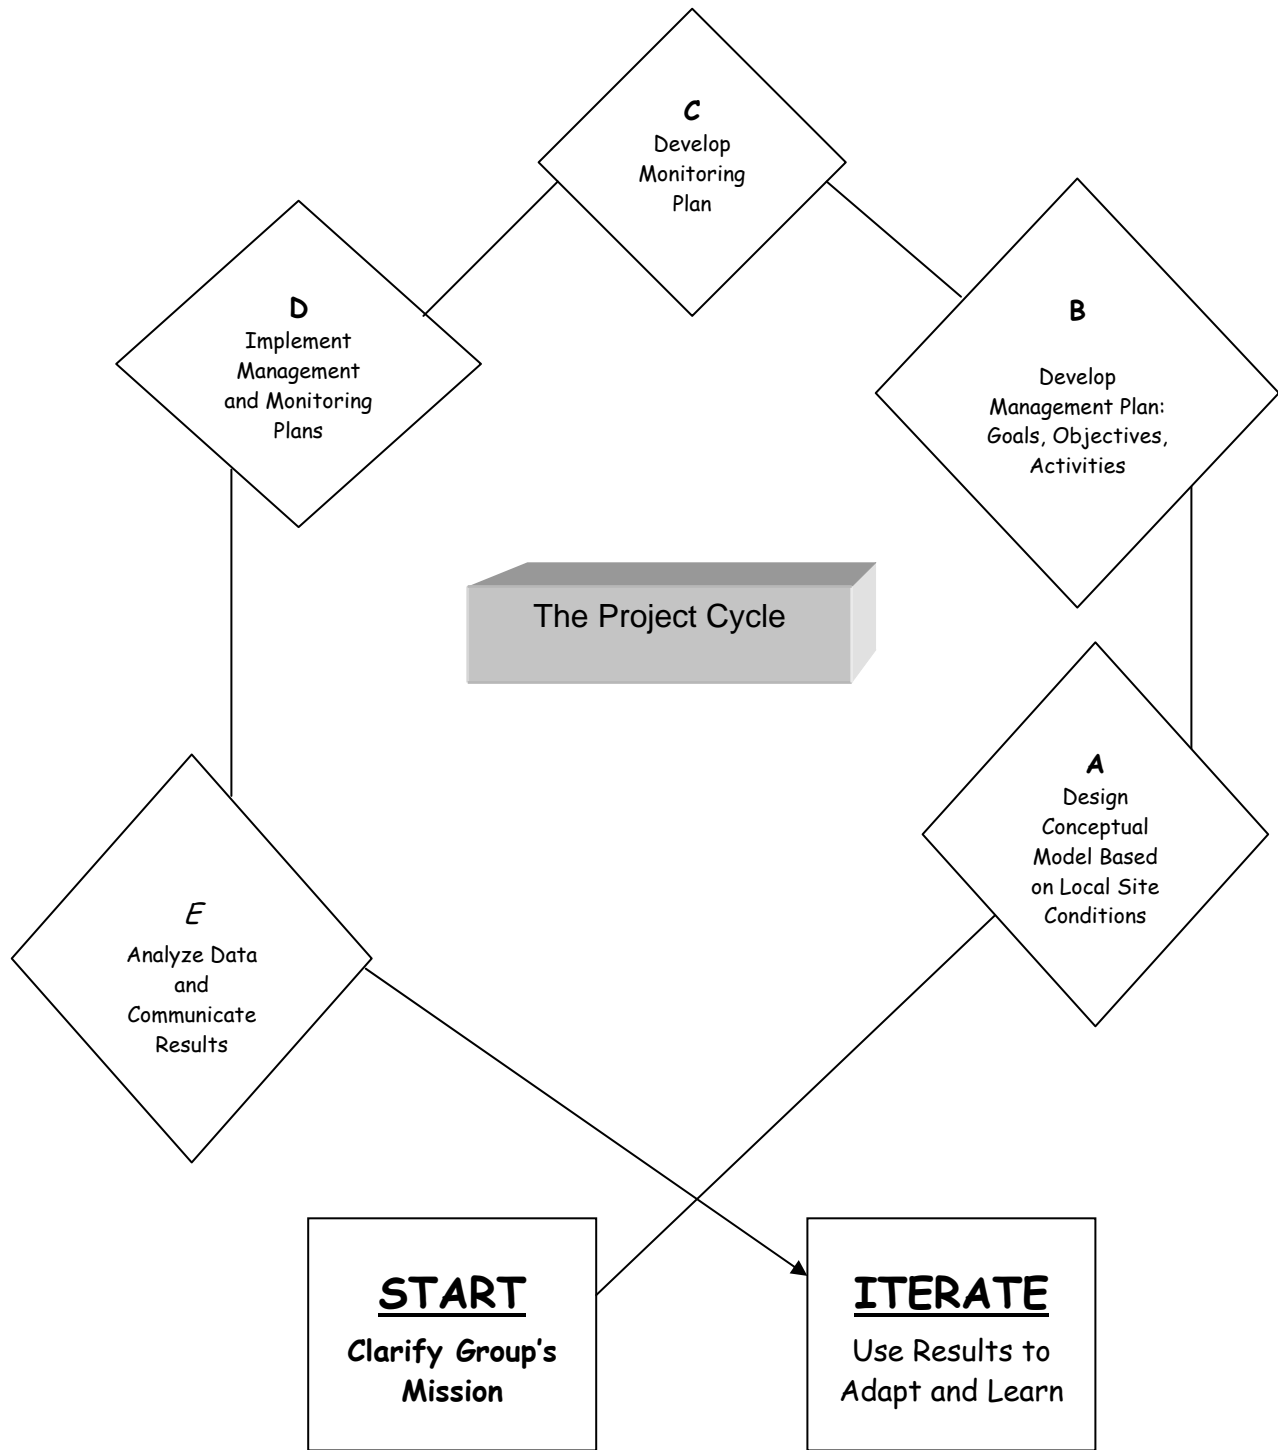 C
Develop
Monitoring
Plan
D
Implement
Management
and Monitoring
Plans
B
Develop
Management Plan:
Goals, Objectives,
Activities
The Project Cycle
A
Design
Conceptual
Model Based
on Local Site
Conditions
E
Analyze Data
and
Communicate
Results
START
Clarify Group's
Mission
ITERATE
Use Results to
Adapt and Learn